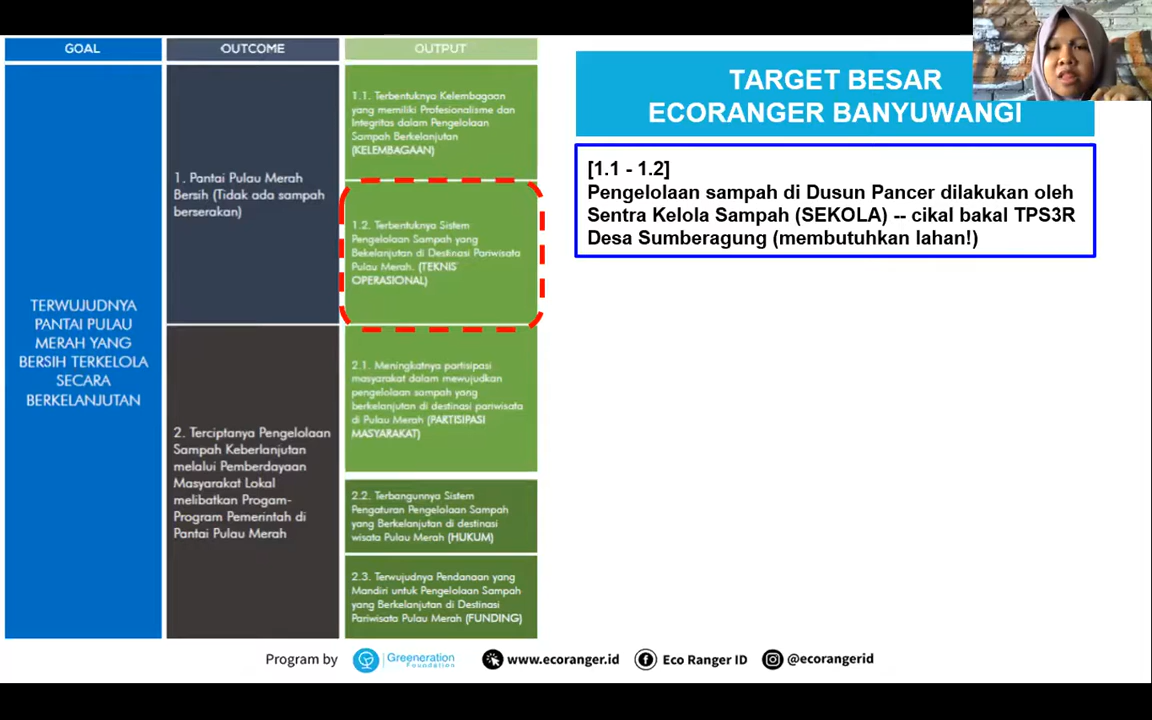 GOAL
OUTCOME
OUTPUT
TERWUJUDNYA
PANTAI PULAU
MERAH YANG
BERSIH TERKELOLA
SECARA
BERKELANJUTAN
1. Pantai Pulau Merah
Bersih (Tidak ada sampah
berserakan)
2. Terciptanya Pengelolaan
Sampah Keberlanjutan
melalui Pemberdayaan
Masyarakat Lokal
melibatkan Progam-
Program Pemerintah di
Pantai Pulau Merah
1.1. Terbentuknya Kelembagaan
yang memiliki Profesionalisme dan
Integritas dalam Pengelolaan
Sampah Berkelanjutan
(KELEMBAGAAN)
1.2. Terbentuknya Sistem
Pengelolaan Sampah yang
Bekelanjutan di Destinasi Pariwisata
Pulau Merah. (TEKNIS
OPERASIONAL)
2.1. Meningkatnya partisipasi
masyarakat dalam mewujudkan
pengelolaan sampah yang
berkelanjutan di destinasi pariwisata
di Pulau Merah (PARTISIPASI
MASYARAKAT)
2.2. Terbangunnya Sistem
Pengaturan Pengelolaan Sampah
yang Berkelanjutan di destinasi
wisata Pulau Merah (HUKUM)
2.3. Terwujudnya Pendanaan yang
Mandiri untuk Pengelolaan Sampah
yang Berkelanjutan di Destinasi
Pariwisata Pulau Merah (FUNDING)
TARGET BESAR
ECORANGER BANYUWANGI
[1.1 - 1.2]
Pengelolaan sampah di Dusun Pancer dilakukan oleh
Sentra Kelola Sampah (SEKOLA) -- cikal bakal TPS3R
Desa Sumberagung (membutuhkan lahan!)
Program by
Greeneration
Foundation
www.ecoranger.id
Eco Ranger ID
@ecorangerid